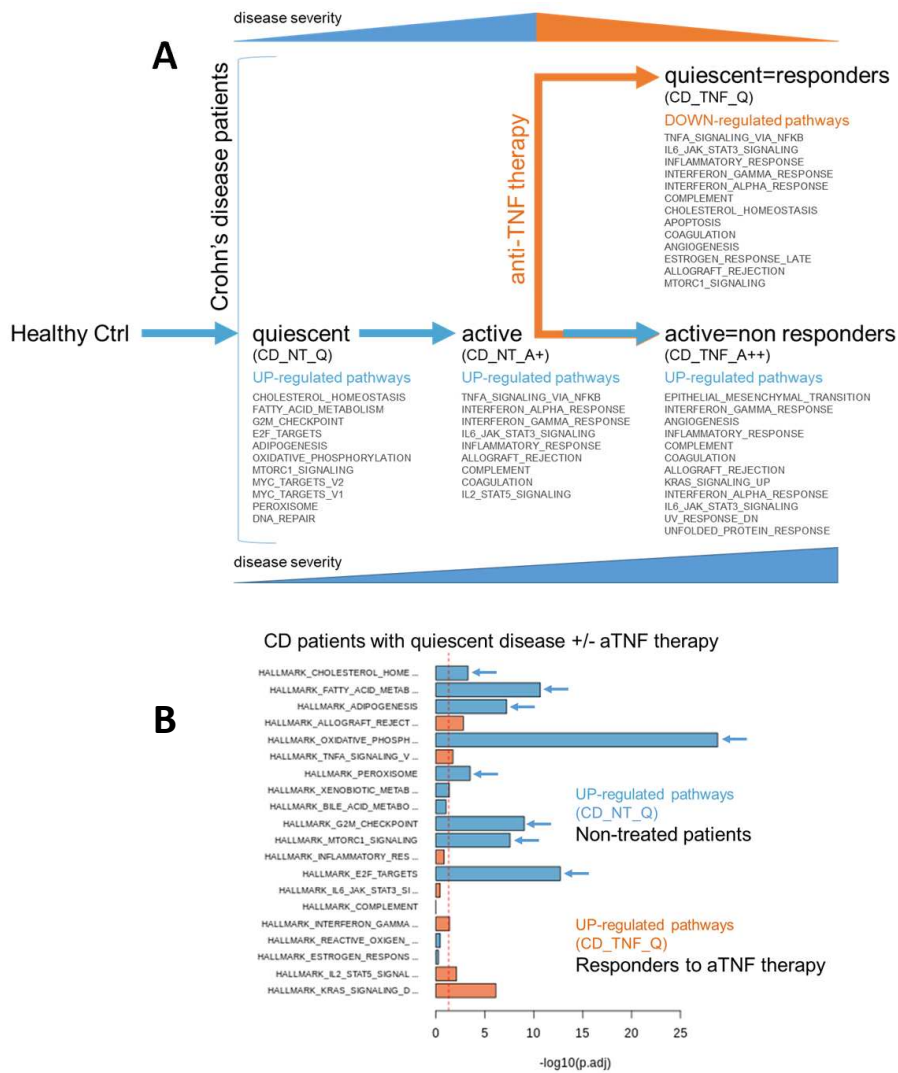 disease severity
A
Crohn's disease patients
anti-TNF therapy
quiescent=responders
(CD_TNF_Q)
DOWN-regulated pathways
TNFA_SIGNALING_VIA_NFKB
IL6_JAK_STAT3_SIGNALING
INFLAMMATORY_RESPONSE
INTERFERON_GAMMA_RESPONSE
INTERFERON_ALPHA_RESPONSE
COMPLEMENT
CHOLESTEROL_HOMEOSTASIS
APOPTOSIS
COAGULATION
ANGIOGENESIS
ESTROGEN_RESPONSE_LATE
ALLOGRAFT_REJECTION
MTORC1_SIGNALING
Healthy Ctrl
quiescent
(CD_NT_Q)
UP-regulated pathways
CHOLESTEROL_HOMEOSTASIS
FATTY_ACID_METABOLISM
G2M_CHECKPOINT
E2F_TARGETS
ADIPOGENESIS
OXIDATIVE_PHOSPHORYLATION
MTORC1_SIGNALING
MYC_TARGETS_V2
MYC_TARGETS_V1
PEROXISOME
DNA_REPAIR
active
(CD_NT_A+)
UP-regulated pathways
TNFA_SIGNALING_VIA_NFKB
INTERFERON_ALPHA_RESPONSE
INTERFERON_GAMMA_RESPONSE
IL6_JAK_STAT3_SIGNALING
INFLAMMATORY_RESPONSE
ALLOGRAFT_REJECTION
COMPLEMENT
COAGULATION
IL2_STAT5_SIGNALING
active=non responders
(CD_TNF_A++)
UP-regulated pathways
EPITHELIAL_MESENCHYMAL_TRANSITION
INTERFERON_GAMMA_RESPONSE
ANGIOGENESIS
INFLAMMATORY_RESPONSE
COMPLEMENT
COAGULATION
ALLOGRAFT_REJECTION
KRAS_SIGNALING_UP
INTERFERON_ALPHA_RESPONSE
IL6_JAK_STAT3_SIGNALING
UV_RESPONSE_DN
UNFOLDED_PROTEIN_RESPONSE
disease severity
CD patients with quiescent disease +/- aTNF therapy
B
HALLMARK_CHOLESTEROL_HOME ...
HALLMARK_FATTY_ACID_METAB ...
HALLMARK_ADIPOGENESIS
HALLMARK_ALLOGRAFT_REJECT ...
HALLMARK_OXIDATIVE_PHOSPH ...
HALLMARK_TNFA_SIGNALING_V ...
HALLMARK_PEROXISOME
HALLMARK_XENOBIOTIC_METAB ...
HALLMARK_BILE_ACID_METABO ...
HALLMARK_G2M_CHECKPOINT
HALLMARK_MTORC1_SIGNALING
HALLMARK_INFLAMMATORY_RES ...
HALLMARK_E2F_TARGETS
HALLMARK_IL6_JAK_STAT3_SI ...
HALLMARK_COMPLEMENT
HALLMARK_INTERFERON_GAMMA ...
HALLMARK_REACTIVE_OXIGEN_ ...
HALLMARK_ESTROGEN_RESPONS ...
HALLMARK_IL2_STAT5_SIGNAL ...
HALLMARK_KRAS_SIGNALING_D ...
UP-regulated pathways
(CD_NT_Q)
Non-treated patients
UP-regulated pathways
(CD_TNF_Q)
Responders to aTNF therapy
0 5 10 15 20 25
-log10(p.adj)